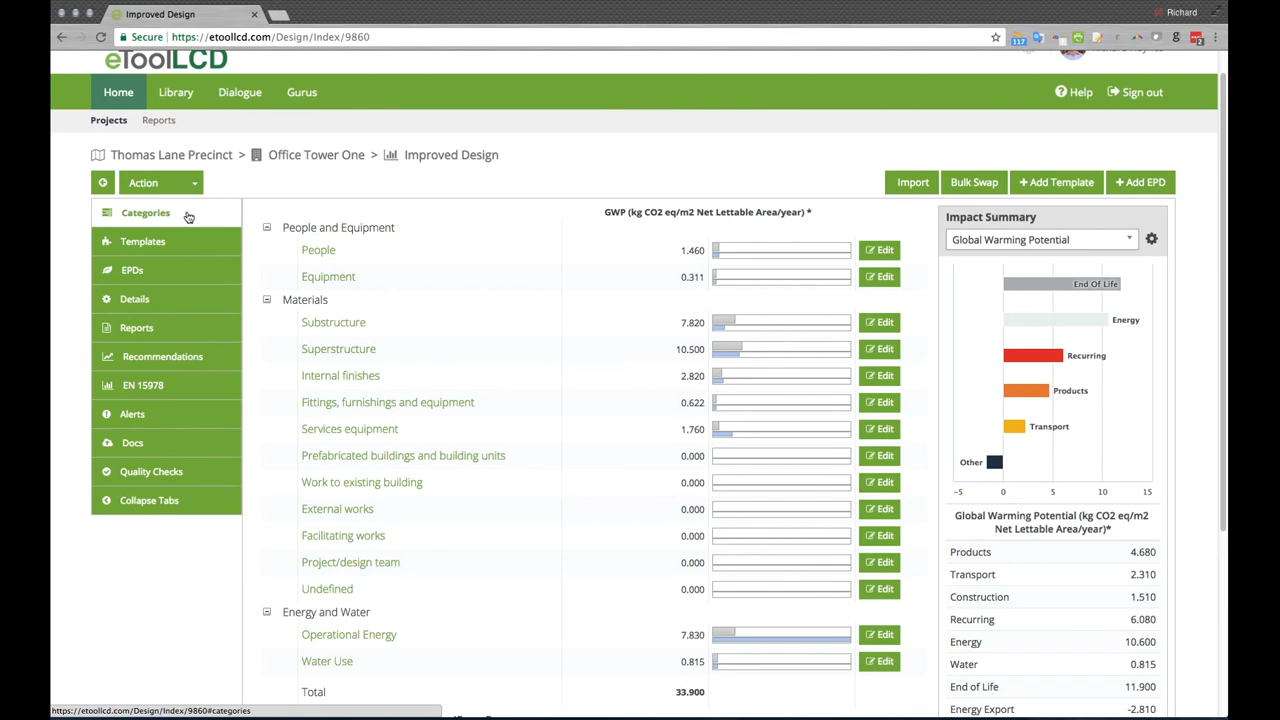 Improved Design
Richard
Secure https://etoollcd.com/Design/Index/9860
117
2
eToolLCD
Home Library Dialogue Gurus Help Sign out
Projects Reports
Thomas Lane Precinct > Office Tower One > Improved Design
Action Import Bulk Swap + Add Template + Add EPD
Categories
Templates
EPDs
Details
Reports
Recommendations
EN 15978
Alerts
Docs
Quality Checks
Collapse Tabs
GWP (kg CO2 eq/m2 Net Lettable Area/year) *
People and Equipment
People 1.460 Edit
Equipment 0.311 Edit
Materials
Substructure 7.820 Edit
Superstructure 10.500 Edit
Internal finishes 2.820 Edit
Fittings, furnishings and equipment 0.622 Edit
Services equipment 1.760 Edit
Prefabricated buildings and building units 0.000 Edit
Work to existing building 0.000 Edit
External works 0.000 Edit
Facilitating works 0.000 Edit
Project/design team 0.000 Edit
Undefined 0.000 Edit
Energy and Water
Operational Energy 7.830 Edit
Water Use 0.815 Edit
Total 33.900
Impact Summary
Global Warming Potential
End Of Life
Energy
Recurring
Products
Transport
Other
−5 0 5 10 15
Global Warming Potential (kg CO2 eq/m2
Net Lettable Area/year)*
Products 4.680
Transport 2.310
Construction 1.510
Recurring 6.080
Energy 10.600
Water 0.815
End of Life 11.900
Energy Export -2.810
https://etoollcd.com/Design/Index/9860#categories